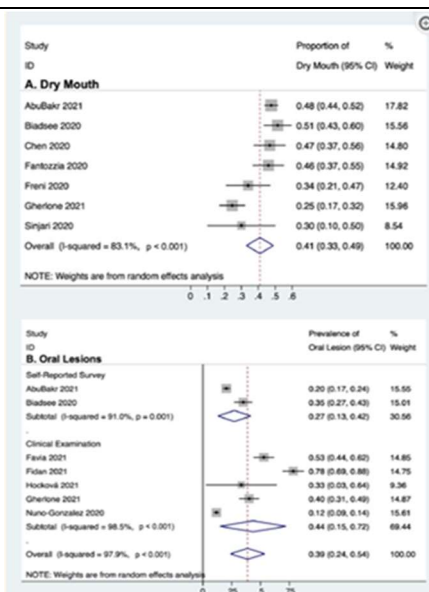 Study Proportion of %
ID Dry Mouth (95% CI) Weight
A. Dry Mouth
AbuBakr 2021 0.48 (0.44, 0.52) 17.82
Biadsee 2020 0.51 (0.43, 0.60) 15.56
Chen 2020 0.47 (0.37, 0.56) 14.80
Fantozzia 2020 0.46 (0.37, 0.55) 14.92
Freni 2020 0.34 (0.21, 0.47) 12.40
Gherlone 2021 0.25 (0.17, 0.32) 15.96
Sinjari 2020 0.30 (0.10, 0.50) 8.54
Overall (I-squared = 83.1%, p < 0.001) 0.41 (0.33, 0.49) 100.00
NOTE: Weights are from random effects analysis
0 .1 .2 .3 .4 .5 .6
Study Prevalence of %
ID Oral Lesion (95% CI) Weight
B. Oral Lesions
Self-Reported Survey
AbuBakr 2021 0.20 (0.17, 0.24) 15.55
Biadsee 2020 0.35 (0.27, 0.43) 15.01
Subtotal (I-squared = 91.0%, p = 0.001) 0.27 (0.13, 0.42) 30.56
.
Clinical Examination
Favia 2021 0.53 (0.44, 0.62) 14.85
Fidan 2021 0.78 (0.69, 0.88) 14.75
Hocková 2021 0.33 (0.03, 0.64) 9.36
Gherlone 2021 0.40 (0.31, 0.49) 14.87
Nuno-Gonzalez 2020 0.12 (0.09, 0.14) 15.61
Subtotal (I-squared = 98.5%, p < 0.001) 0.44 (0.15, 0.72) 69.44
.
Overall (I-squared = 97.9%, p < 0.001) 0.39 (0.24, 0.54) 100.00
NOTE: Weights are from random effects analysis
0 .25 .5 .75